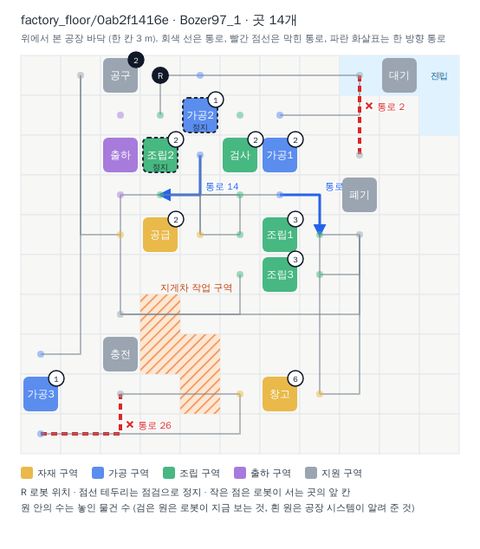 factory_floor/0ab2f1416e · Bozer97_1 · 곳 14개
위에서 본 공장 바닥 (한 칸 3 m). 회색 선은 통로, 빨간 점선은 막힌 통로, 파란 화살표는 한 방향 통로
2
공구
R
대기
1
가공2
정지
✕ 통로 2
출하
2
조립2
정지
2
검사
2
가공1
통로 14
통로
폐기
2
공급
3
조립1
3
조립3
지게차 작업 구역
충전
1
가공3
6
창고
✕ 통로 26
자재 구역 가공 구역 조립 구역 출하 구역 지원 구역
R 로봇 위치 · 점선 테두리는 점검으로 정지 · 작은 점은 로봇이 서는 곳의 앞 칸
원 안의 수는 놓인 물건 수 (검은 원은 로봇이 지금 보는 것, 흰 원은 공장 시스템이 알려 준 것)